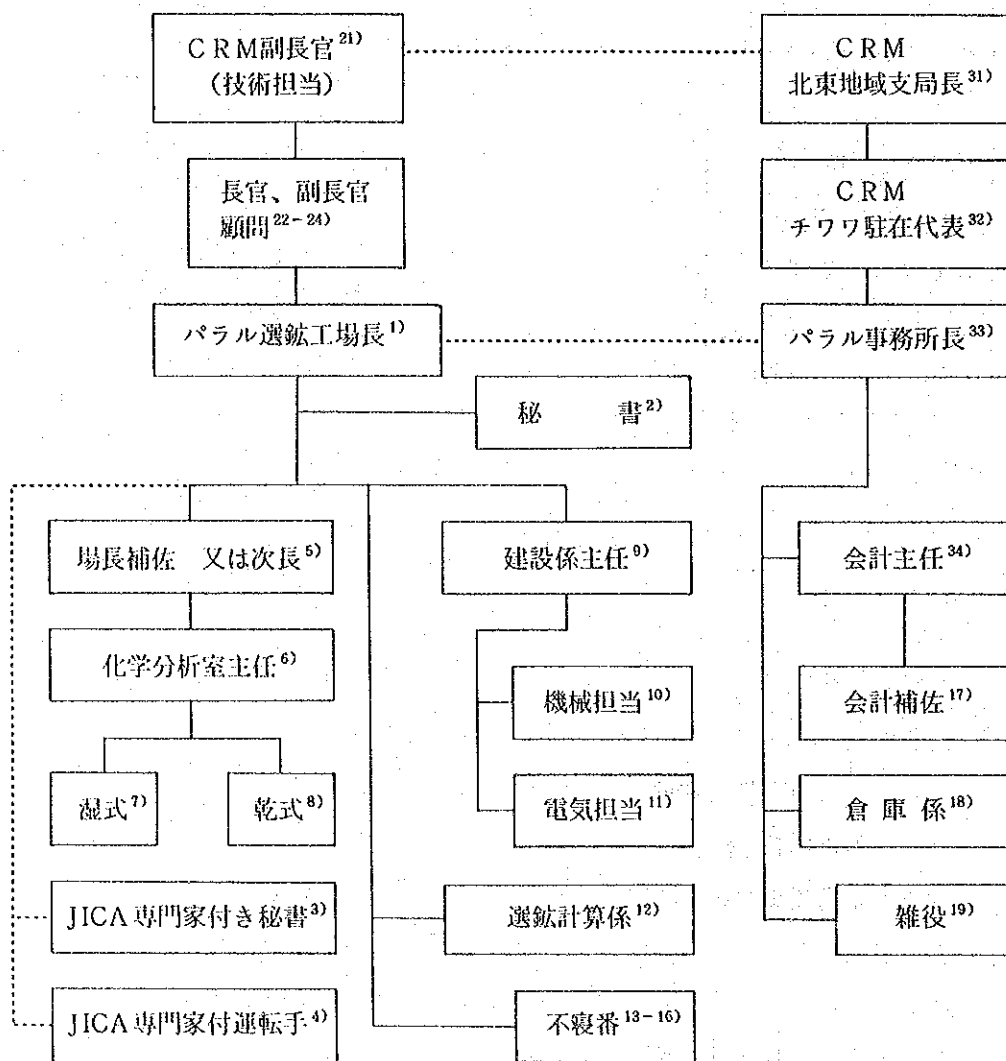 CRM副長官21)
(技術担当)
CRM
北東地域支局長31)
長官、副長官
顧問22-24)
CRM
チワワ駐在代表32)
パラル選鉱工場長1)
パラル事務所長33)
秘 書2)
場長補佐 又は次長5)
建設係主任9)
会計主任34)
化学分析室主任6)
機械担当10)
会計補佐17)
湿式7)
乾式8)
電気担当11)
倉庫係18)
JICA専門家付き秘書3)
選鉱計算係12)
雑役19)
JICA専門家付運転手4)
不寝番13-16)